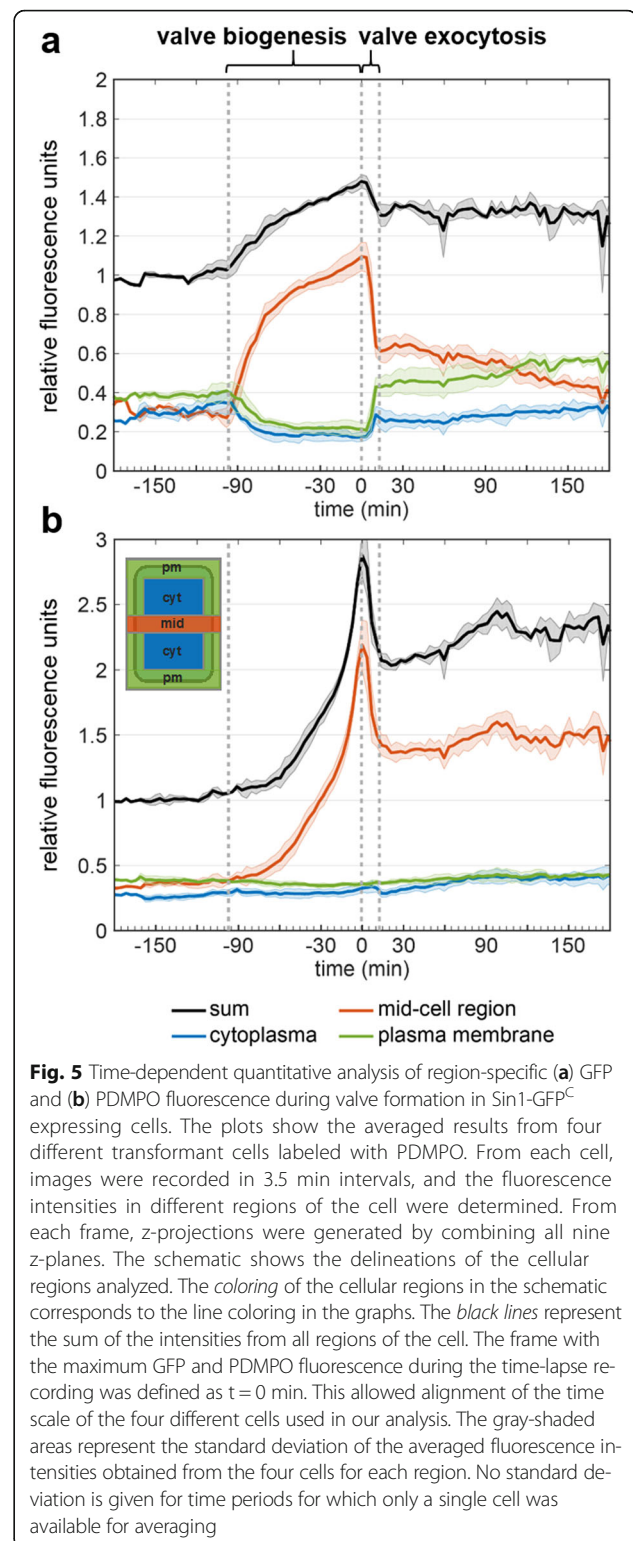 a
valve biogenesis valve exocytosis
2
1.8
1.6
1.4
1.2
1
0.8
0.6
0.4
0.2
0
relative fluorescence units
-150 -90 -30 0 30 90 150
time (min)
b
3
2.5
2
1.5
1
0.5
0
relative fluorescence units
pm
cyt
mid
cyt
pm
-150 -90 -30 0 30 90 150
time (min)
sum mid-cell region
cytoplasma plasma membrane
Fig. 5 Time-dependent quantitative analysis of region-specific (a) GFP
and (b) PDMPO fluorescence during valve formation in Sin1-GFPC
expressing cells. The plots show the averaged results from four
different transformant cells labeled with PDMPO. From each cell,
images were recorded in 3.5 min intervals, and the fluorescence
intensities in different regions of the cell were determined. From
each frame, z-projections were generated by combining all nine
z-planes. The schematic shows the delineations of the cellular
regions analyzed. The coloring of the cellular regions in the schematic
corresponds to the line coloring in the graphs. The black lines represent
the sum of the intensities from all regions of the cell. The frame with
the maximum GFP and PDMPO fluorescence during the time-lapse re-
cording was defined as t = 0 min. This allowed alignment of the time
scale of the four different cells used in our analysis. The gray-shaded
areas represent the standard deviation of the averaged fluorescence in-
tensities obtained from the four cells for each region. No standard de-
viation is given for time periods for which only a single cell was
available for averaging